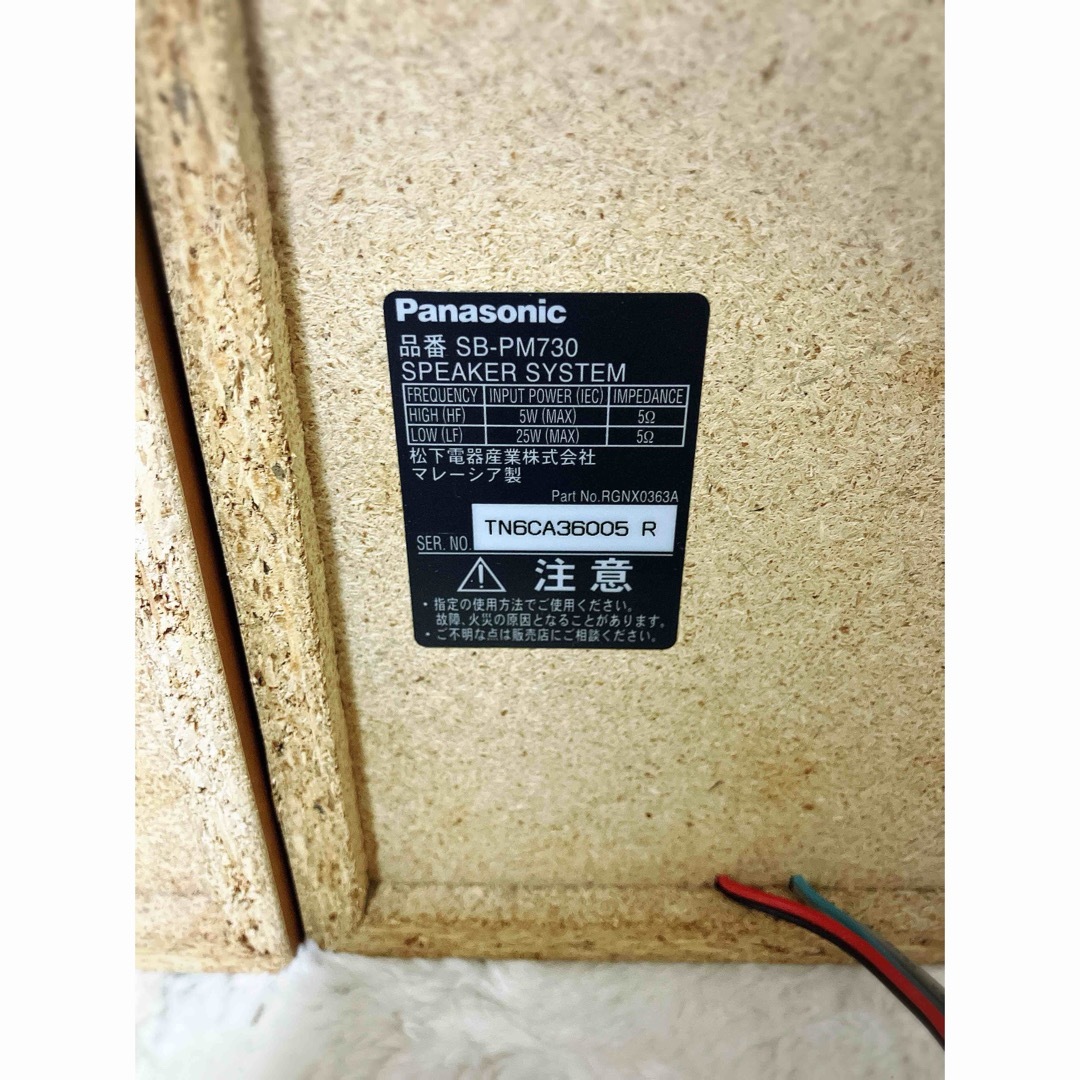 Panasonic
品番 SB-PM730
SPEAKER SYSTEM
FREQUENCY INPUT POWER (IEC) IMPEDANCE
HIGH (HF) 5W (MAX) 5Ω
LOW (LF) 25W (MAX) 5Ω
松下電器産業株式会社
マレーシア製
Part No.RGNX0363A
SER. NO. TN6CA36005 R
注意
・指定の使用方法でご使用ください。
故障、火災の原因となることがあります。
・ご不明な点は販売店にご相談ください。